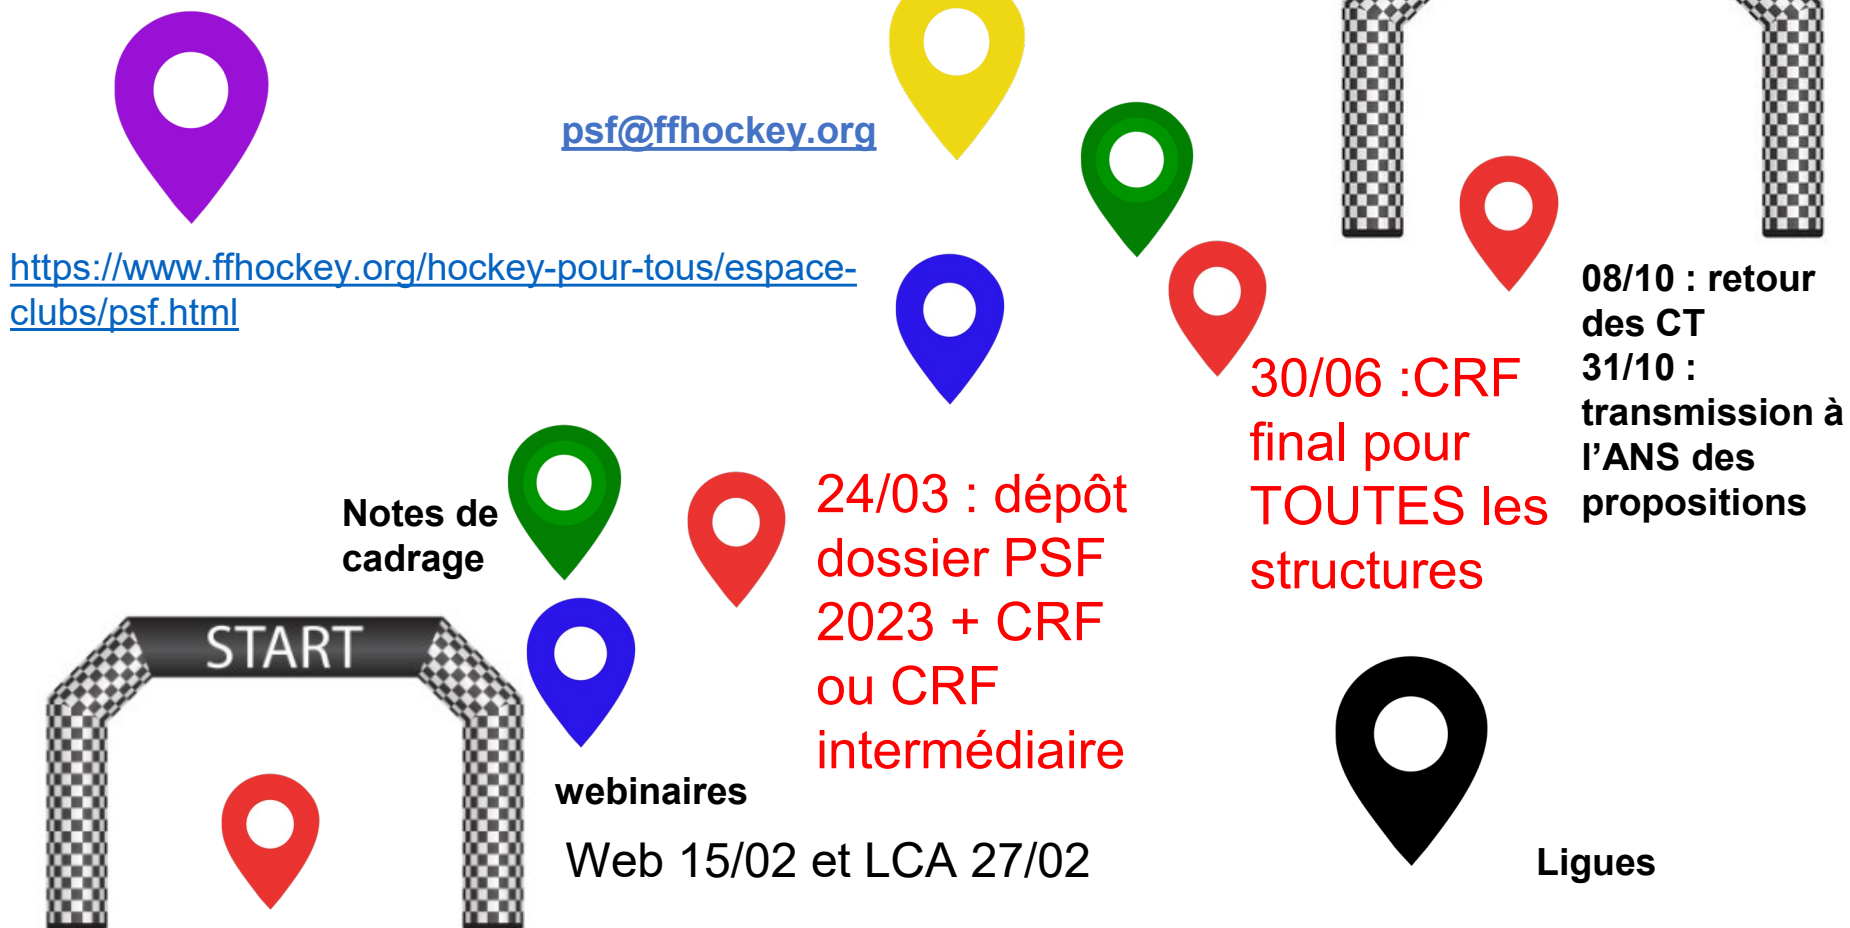 psf@ffhockey.org
https://www.ffhockey.org/hockey-pour-tous/espace-
clubs/psf.html
08/10 : retour
des CT
31/10 :
transmission à
l’ANS des
propositions
30/06 :CRF
final pour
TOUTES les
structures
24/03 : dépôt
dossier PSF
2023 + CRF
ou CRF
intermédiaire
Notes de
cadrage
START
webinaires
Web 15/02 et LCA 27/02
Ligues